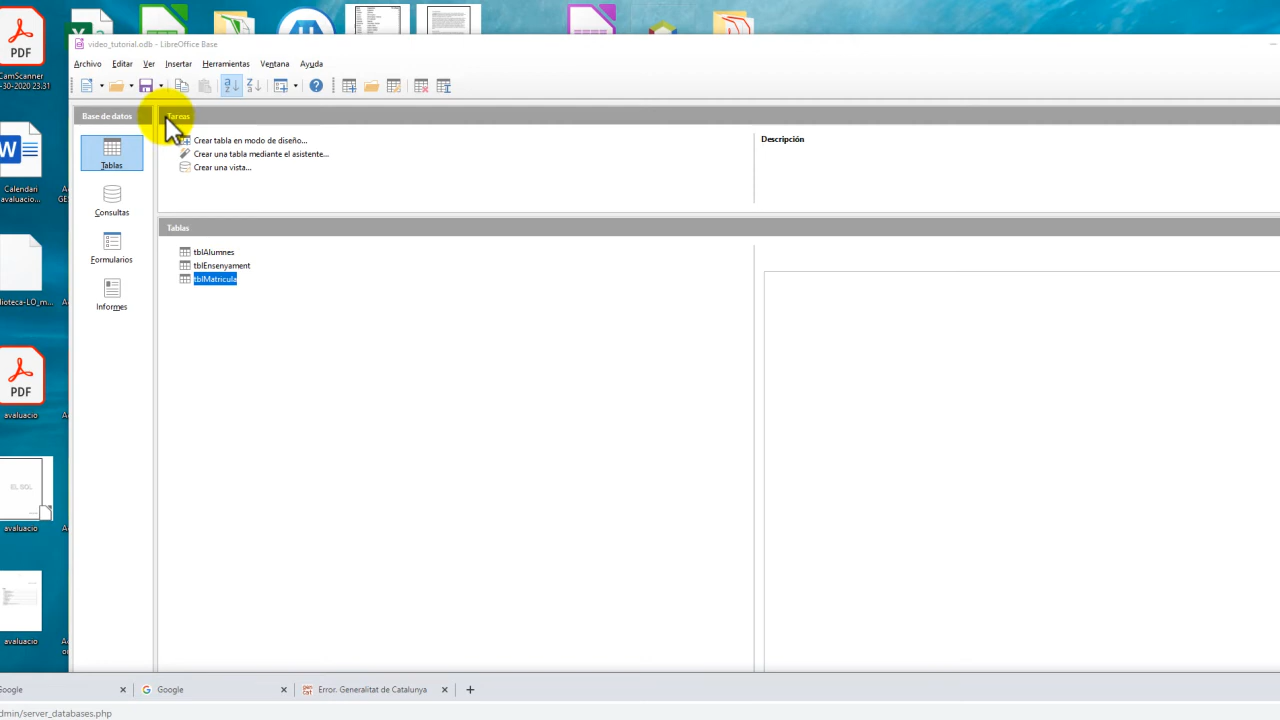 CamScanner
-30-2020 23.31
Calendari
avaluacio...
blioteca-LO_m...
PDF
PDF
avaluacio
EL SOL
avaluacio
avaluacio
video_tutorial.odb - LibreOffice Base
Archivo Editar Ver Insertar Herramientas Ventana Ayuda
Base de datos
Tablas
Consultas
Formularios
Informes
Tareas
Crear tabla en modo de diseño...
Crear una tabla mediante el asistente...
Crear una vista...
Descripción
Tablas
tblAlumnes
tblEnsenyament
tblMatricula
Google
Google
Error. Generalitat de Catalunya
dmin/server_databases.php